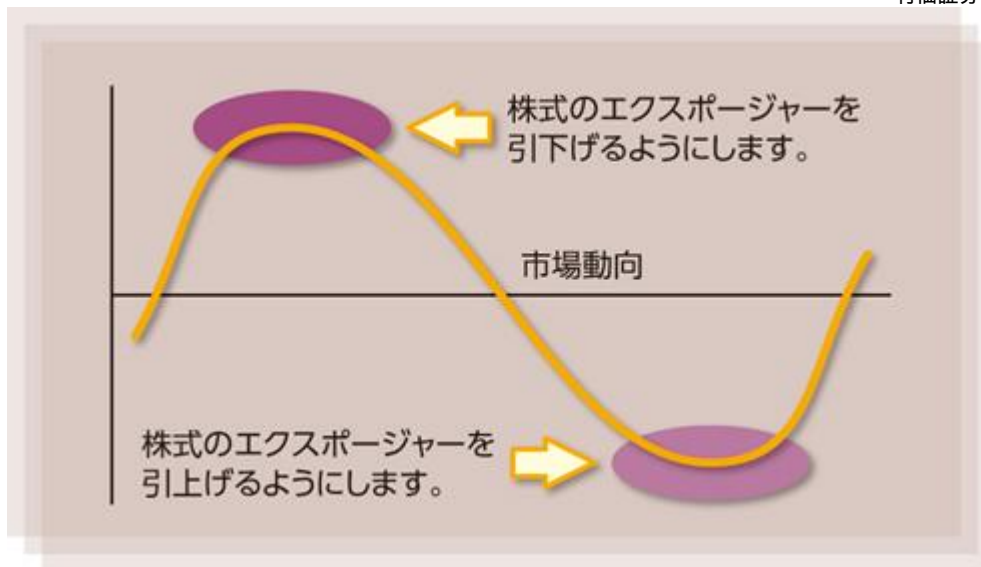 株式のエクスポージャーを
引下げるようにします。
市場動向
株式のエクスポージャーを
引上げるようにします。